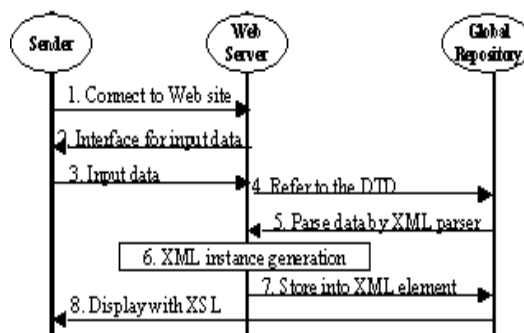 Sender
Web
Server
Global
Repository
1. Connect to Web site
2. Interface for input data
3. Input data
4. Refer to the DTD
5. Parse data by XML parser
6. XML instance generation
7. Store into XML element
8. Display with XSL